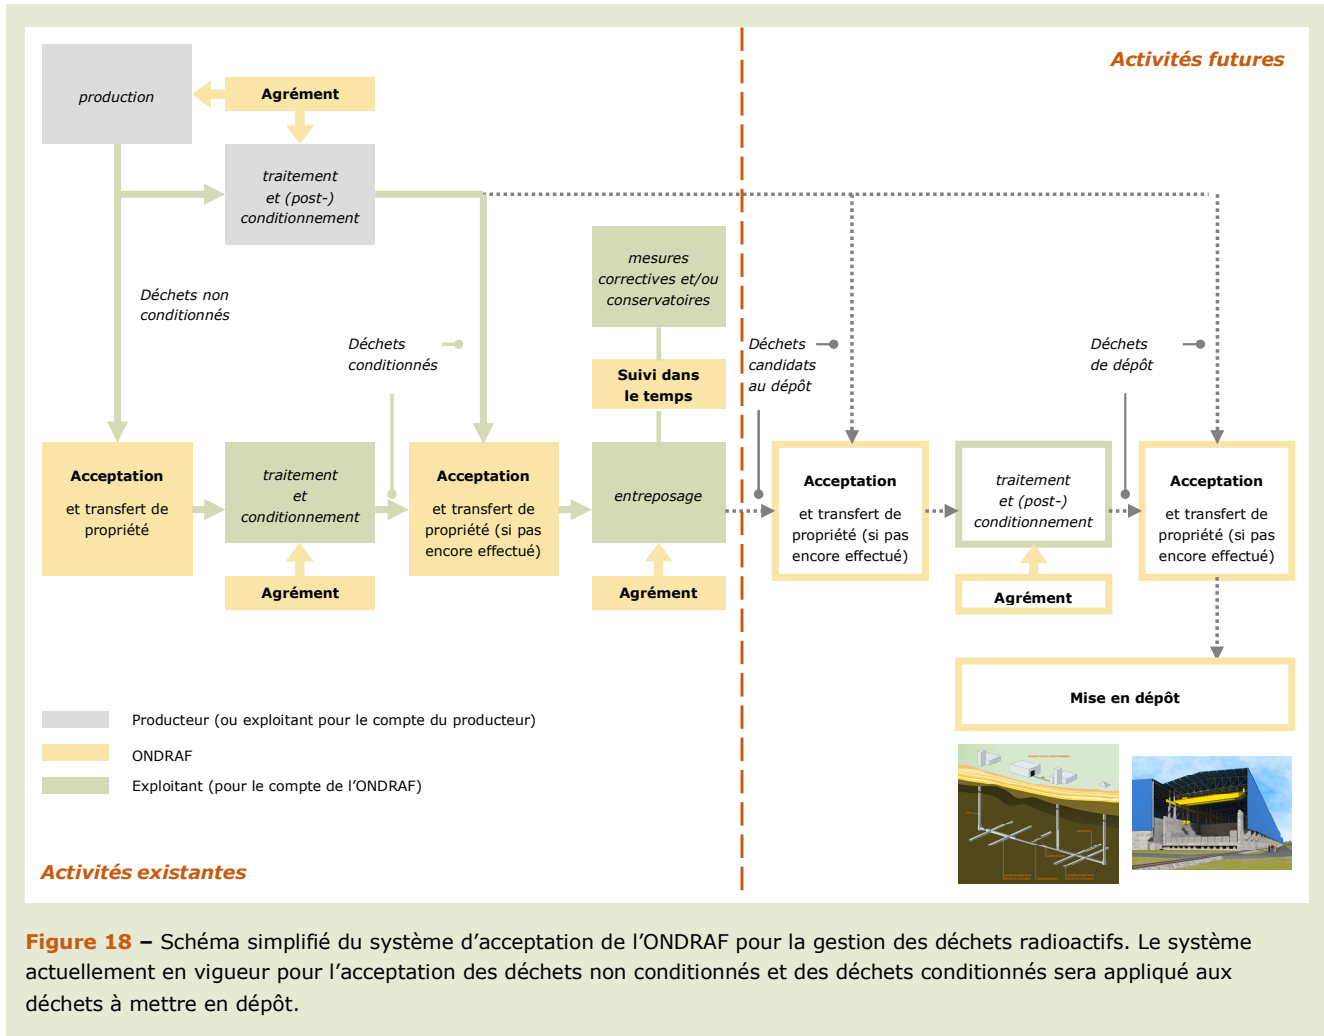 Activités futures
production
Agrément
traitement
et (post-)
conditionnement
mesures
correctives et/ou
conservatoires
Déchets non
conditionnés
Déchets
conditionnés
Suivi dans
le temps
Déchets
candidats
au dépôt
Déchets
de dépôt
Acceptation
et transfert de
propriété
traitement
et
conditionnement
Acceptation
et transfert de
propriété (si pas
encore effectué)
entreposage
Acceptation
et transfert de
propriété (si pas
encore effectué)
traitement
et (post-)
conditionnement
Acceptation
et transfert de
propriété (si pas
encore effectué)
Agrément
Agrément
Agrément
Mise en dépôt
Producteur (ou exploitant pour le compte du producteur)
ONDRAF
Exploitant (pour le compte de l’ONDRAF)
Activités existantes
Figure 18 – Schéma simplifié du système d’acceptation de l’ONDRAF pour la gestion des déchets radioactifs. Le système
actuellement en vigueur pour l’acceptation des déchets non conditionnés et des déchets conditionnés sera appliqué aux
déchets à mettre en dépôt.